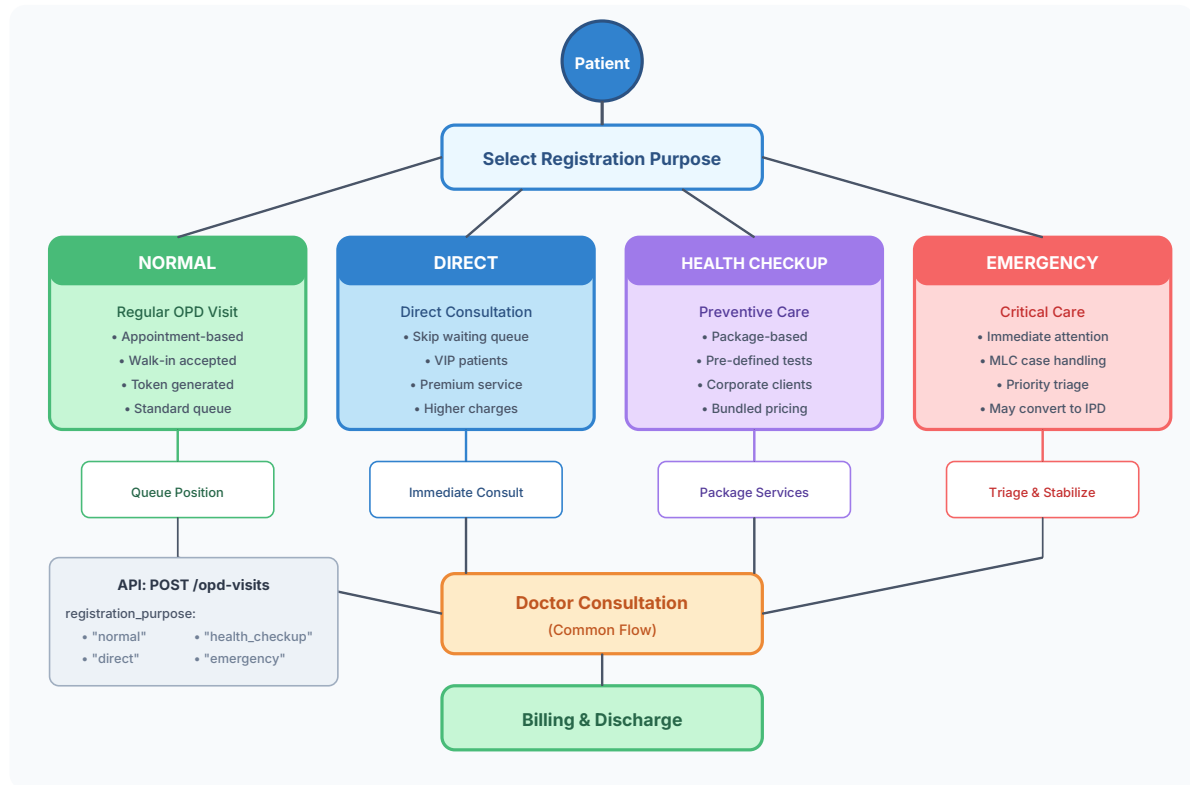 Patient
Select Registration Purpose
NORMAL
Regular OPD Visit
• Appointment-based
• Walk-in accepted
• Token generated
• Standard queue
DIRECT
Direct Consultation
• Skip waiting queue
• VIP patients
• Premium service
• Higher charges
HEALTH CHECKUP
Preventive Care
• Package-based
• Pre-defined tests
• Corporate clients
• Bundled pricing
EMERGENCY
Critical Care
• Immediate attention
• MLC case handling
• Priority triage
• May convert to IPD
Queue Position
Immediate Consult
Package Services
Triage & Stabilize
API: POST /opd-visits
registration_purpose:
• "normal"
• "health_checkup"
• "direct"
• "emergency"
Doctor Consultation
(Common Flow)
Billing & Discharge